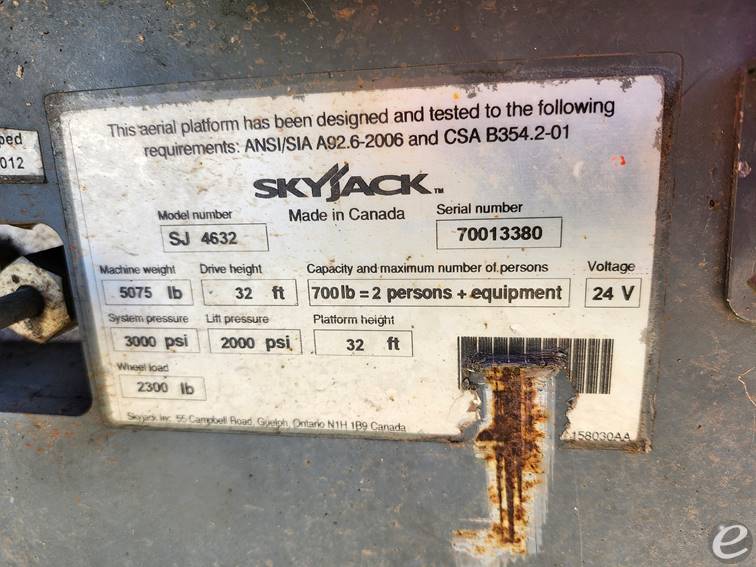 This aerial platform has been designed and tested to the following
requirements: ANSI/SIA A92.6-2006 and CSA B354.2-01
SKYJACK™
Made in Canada
Model number
SJ 4632
Serial number
70013380
Machine weight
5075 lb
Drive height
32 ft
Capacity and maximum number of persons
700 lb = 2 persons + equipment
Voltage
24 V
System pressure
3000 psi
Lift pressure
2000 psi
Platform height
32 ft
Wheel load
2300 lb
Skyjack Inc. 55 Campbell Road, Guelph, Ontario N1H 1B9 Canada
158030AA
012
e